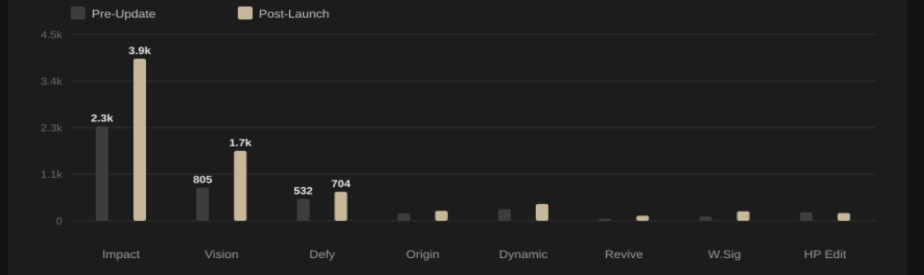 Pre-Update Post-Launch
4.5k
3.9k
3.4k
2.3k
2.3k
1.7k
1.1k
805
704
532
0
Impact Vision Defy Origin Dynamic Revive W.Sig HP Edit